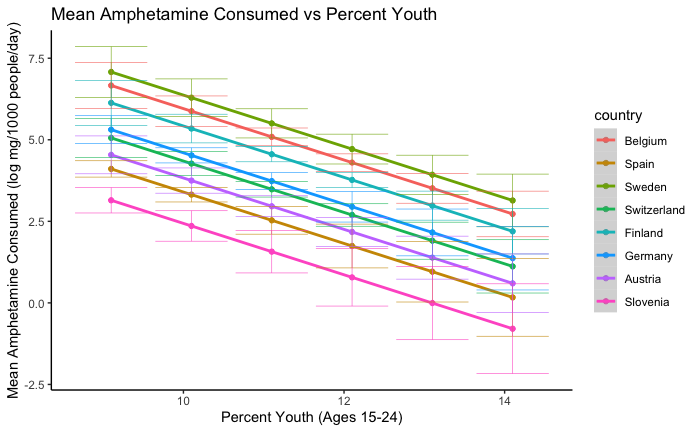 Mean Amphetamine Consumed vs Percent Youth
Mean Amphetamine Consumed (log mg/1000 people/day)
7.5
5.0
2.5
0.0
-2.5
10
12
14
Percent Youth (Ages 15-24)
country
Belgium
Spain
Sweden
Switzerland
Finland
Germany
Austria
Slovenia